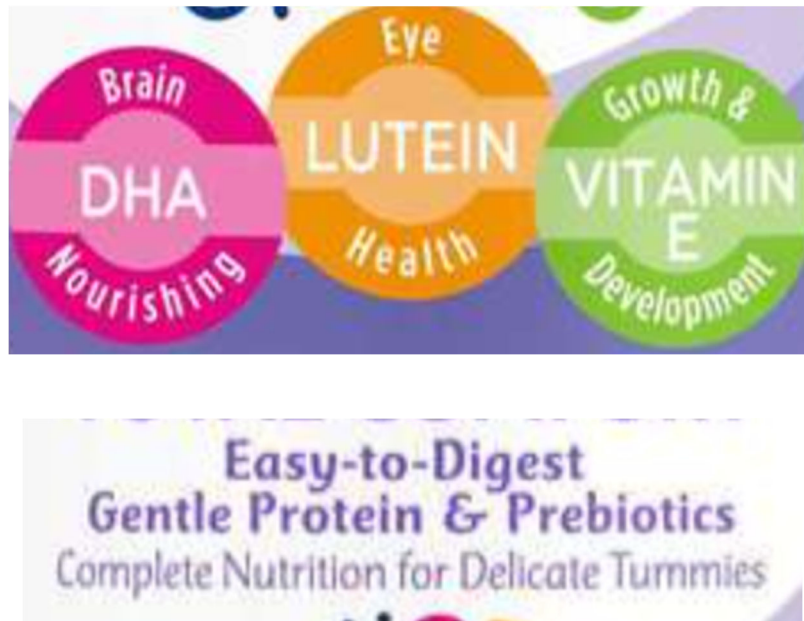 Brain
DHA
Nourishing
Eye
LUTEIN
Health
Growth &
VITAMIN
E
Development
Easy-to-Digest
Gentle Protein & Prebiotics
Complete Nutrition for Delicate Tummies